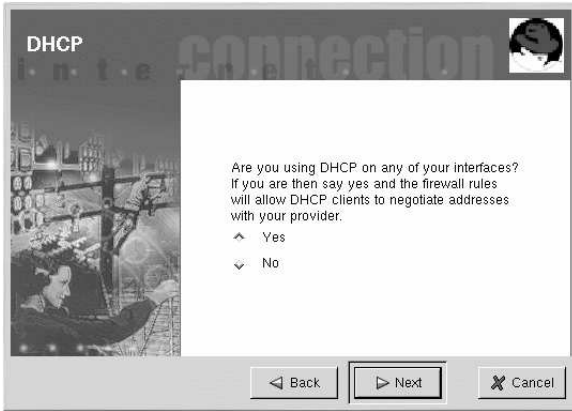 DHCP
connection
internet
Are you using DHCP on any of your interfaces?
If you are then say yes and the firewall rules
will allow DHCP clients to negotiate addresses
with your provider.
Yes
No
Back
Next
Cancel